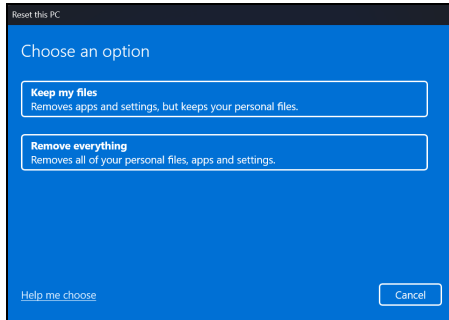 Reset this PC
Choose an option
Keep my files
Removes apps and settings, but keeps your personal files.
Remove everything
Removes all of your personal files, apps and settings.
Help me choose
Cancel